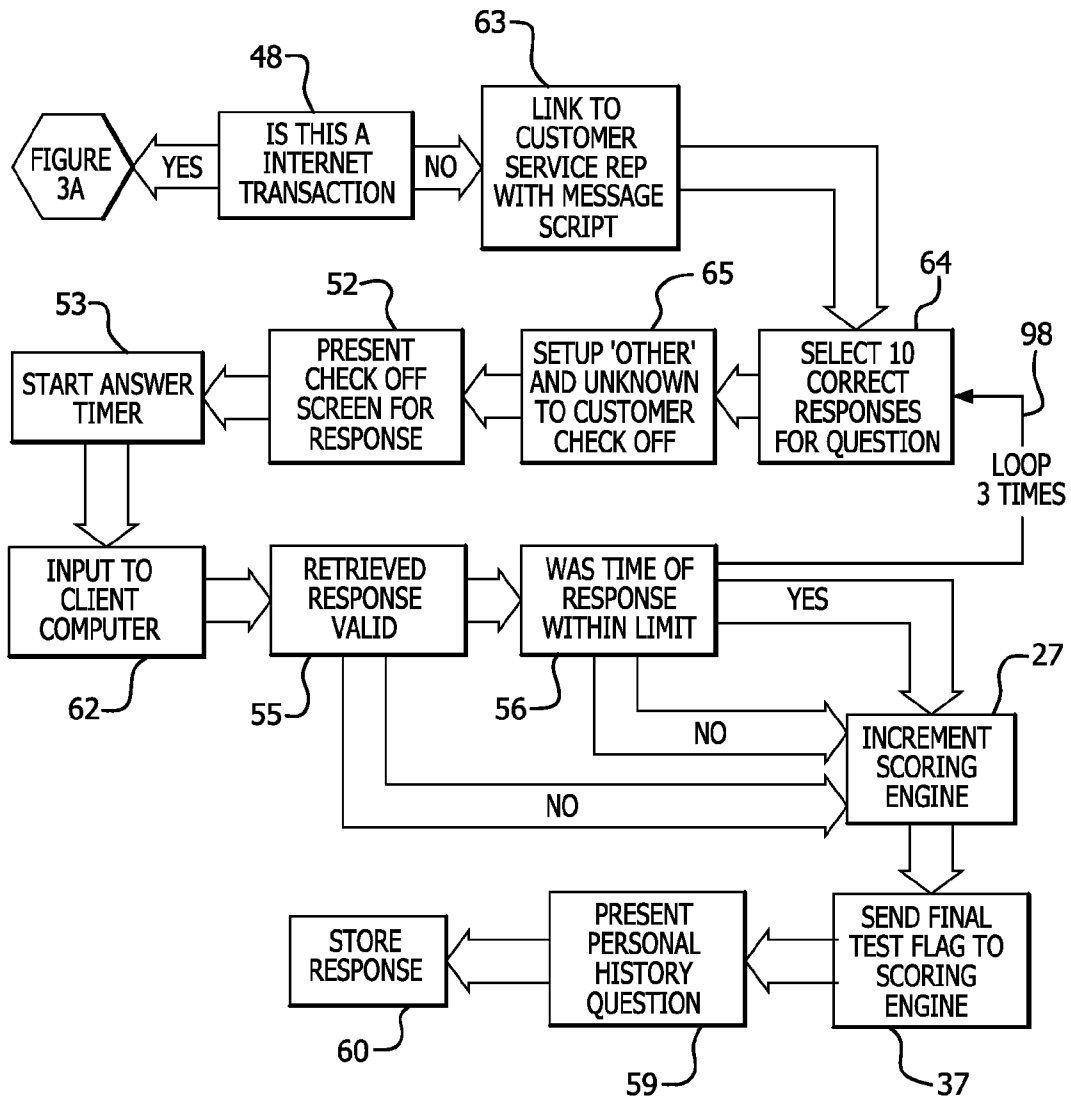 48
63
FIGURE
3A
YES
IS THIS A
INTERNET
TRANSACTION
NO
LINK TO
CUSTOMER
SERVICE REP
WITH MESSAGE
SCRIPT
53
52
65
64
98
START ANSWER
TIMER
PRESENT
CHECK OFF
SCREEN FOR
RESPONSE
SETUP 'OTHER'
AND UNKNOWN
TO CUSTOMER
CHECK OFF
SELECT 10
CORRECT
RESPONSES
FOR QUESTION
LOOP
3 TIMES
INPUT TO
CLIENT
COMPUTER
RETRIEVED
RESPONSE
VALID
WAS TIME OF
RESPONSE
WITHIN LIMIT
YES
62
55
56
27
NO
NO
INCREMENT
SCORING
ENGINE
STORE
RESPONSE
PRESENT
PERSONAL
HISTORY
QUESTION
SEND FINAL
TEST FLAG TO
SCORING
ENGINE
60
59
37